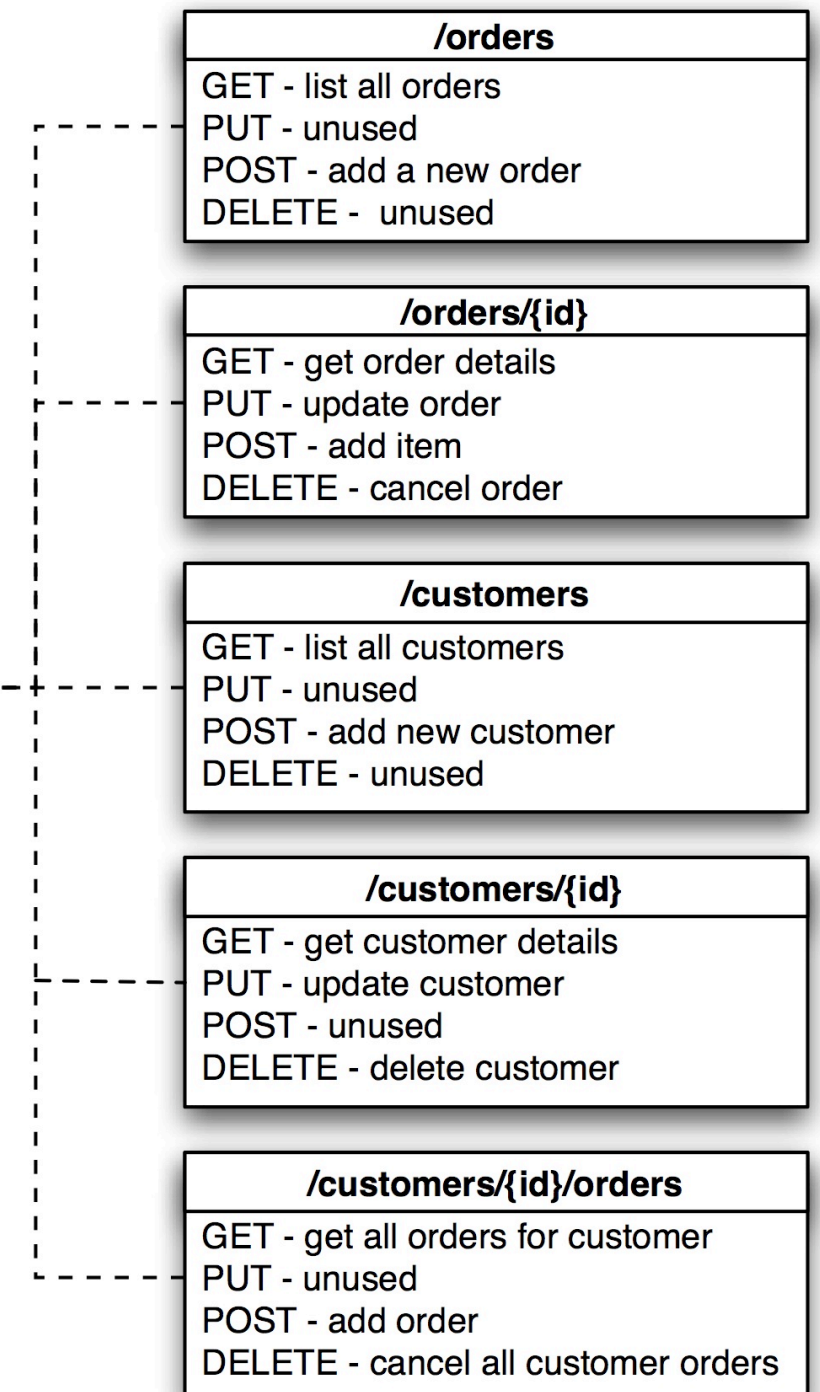 /orders
GET - list all orders
PUT - unused
POST - add a new order
DELETE -  unused
/orders/{id}
GET - get order details
PUT - update order
POST - add item
DELETE - cancel order
/customers
GET - list all customers
PUT - unused
POST - add new customer
DELETE - unused
/customers/{id}
GET - get customer details
PUT - update customer
POST - unused
DELETE - delete customer
/customers/{id}/orders
GET - get all orders for customer
PUT - unused
POST - add order
DELETE - cancel all customer orders